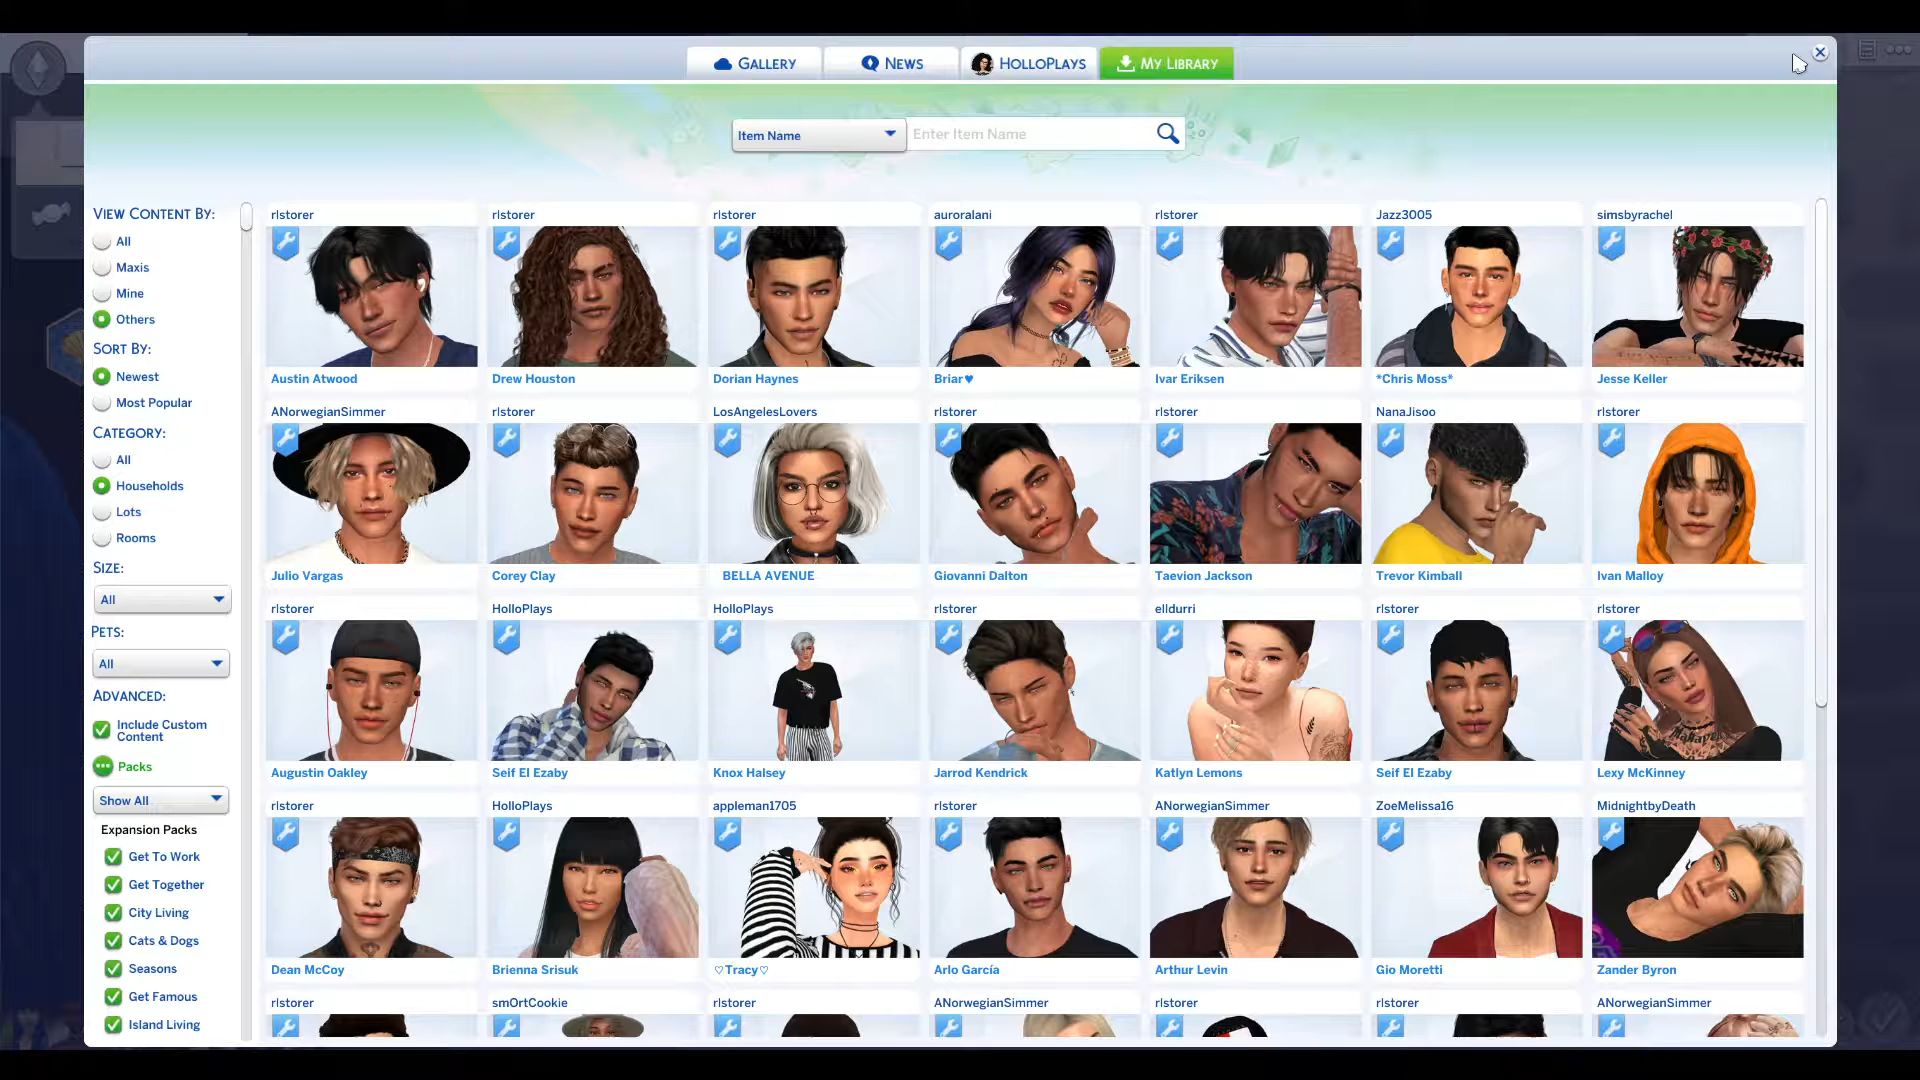 GALLERY
NEWS
HOLLOPLAYS
MY LIBRARY
Item Name
Enter Item Name
VIEW CONTENT BY:
All
Maxis
Mine
Others
SORT BY:
Newest
Most Popular
CATEGORY:
All
Households
Lots
Rooms
SIZE:
All
PETS:
All
ADVANCED:
Include Custom
Content
Packs
Show All
Expansion Packs
Get To Work
Get Together
City Living
Cats & Dogs
Seasons
Get Famous
Island Living
rlstorer
rlstorer
rlstorer
auroralani
rlstorer
Jazz3005
simsbyrachel
Austin Atwood
Drew Houston
Dorian Haynes
Briar♥
Ivar Eriksen
*Chris Moss*
Jesse Keller
ANorwegianSimmer
rlstorer
LosAngelesLovers
rlstorer
rlstorer
NanaJisoo
rlstorer
Julio Vargas
Corey Clay
BELLA AVENUE
Giovanni Dalton
Taevion Jackson
Trevor Kimball
Ivan Malloy
rlstorer
HolloPlays
HolloPlays
rlstorer
elldurri
rlstorer
rlstorer
Augustin Oakley
Seif El Ezaby
Knox Halsey
Jarrod Kendrick
Katlyn Lemons
Seif El Ezaby
Lexy McKinney
rlstorer
HolloPlays
appleman1705
rlstorer
ANorwegianSimmer
ZoeMelissa16
MidnightbyDeath
Dean McCoy
Brienna Srisuk
♡Tracy♡
Arlo García
Arthur Levin
Gio Moretti
Zander Byron
rlstorer
smOrtCookie
rlstorer
ANorwegianSimmer
rlstorer
rlstorer
ANorwegianSimmer